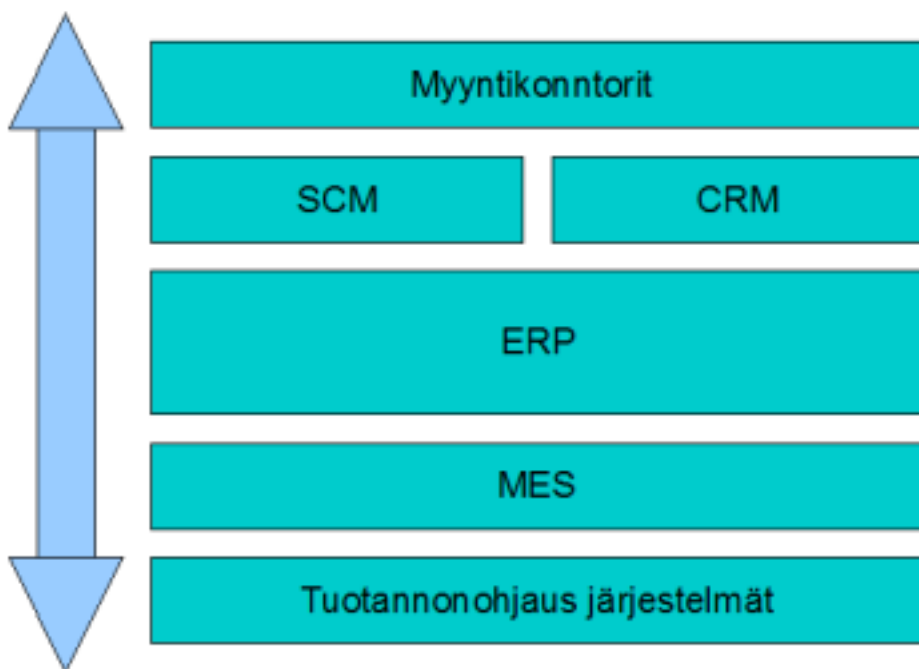 Myyntikonntorit
SCM
CRM
ERP
MES
Tuotannonohjaus järjestelmät